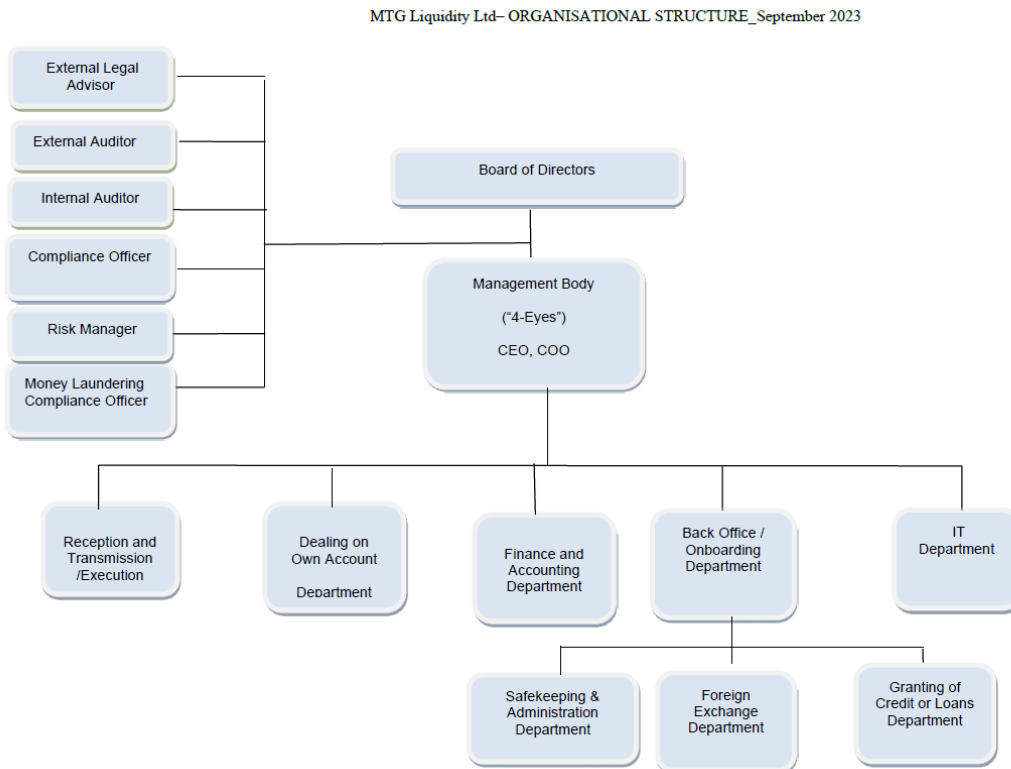 MTG Liquidity Ltd– ORGANISATIONAL STRUCTURE_September 2023
External Legal
Advisor
External Auditor
Internal Auditor
Compliance Officer
Risk Manager
Money Laundering
Compliance Officer
Board of Directors
Management Body
(“4-Eyes”)
CEO, COO
Reception and
Transmission
/Execution
Dealing on
Own Account
Department
Finance and
Accounting
Department
Back Office /
Onboarding
Department
IT
Department
Safekeeping &
Administration
Department
Foreign
Exchange
Department
Granting of
Credit or Loans
Department